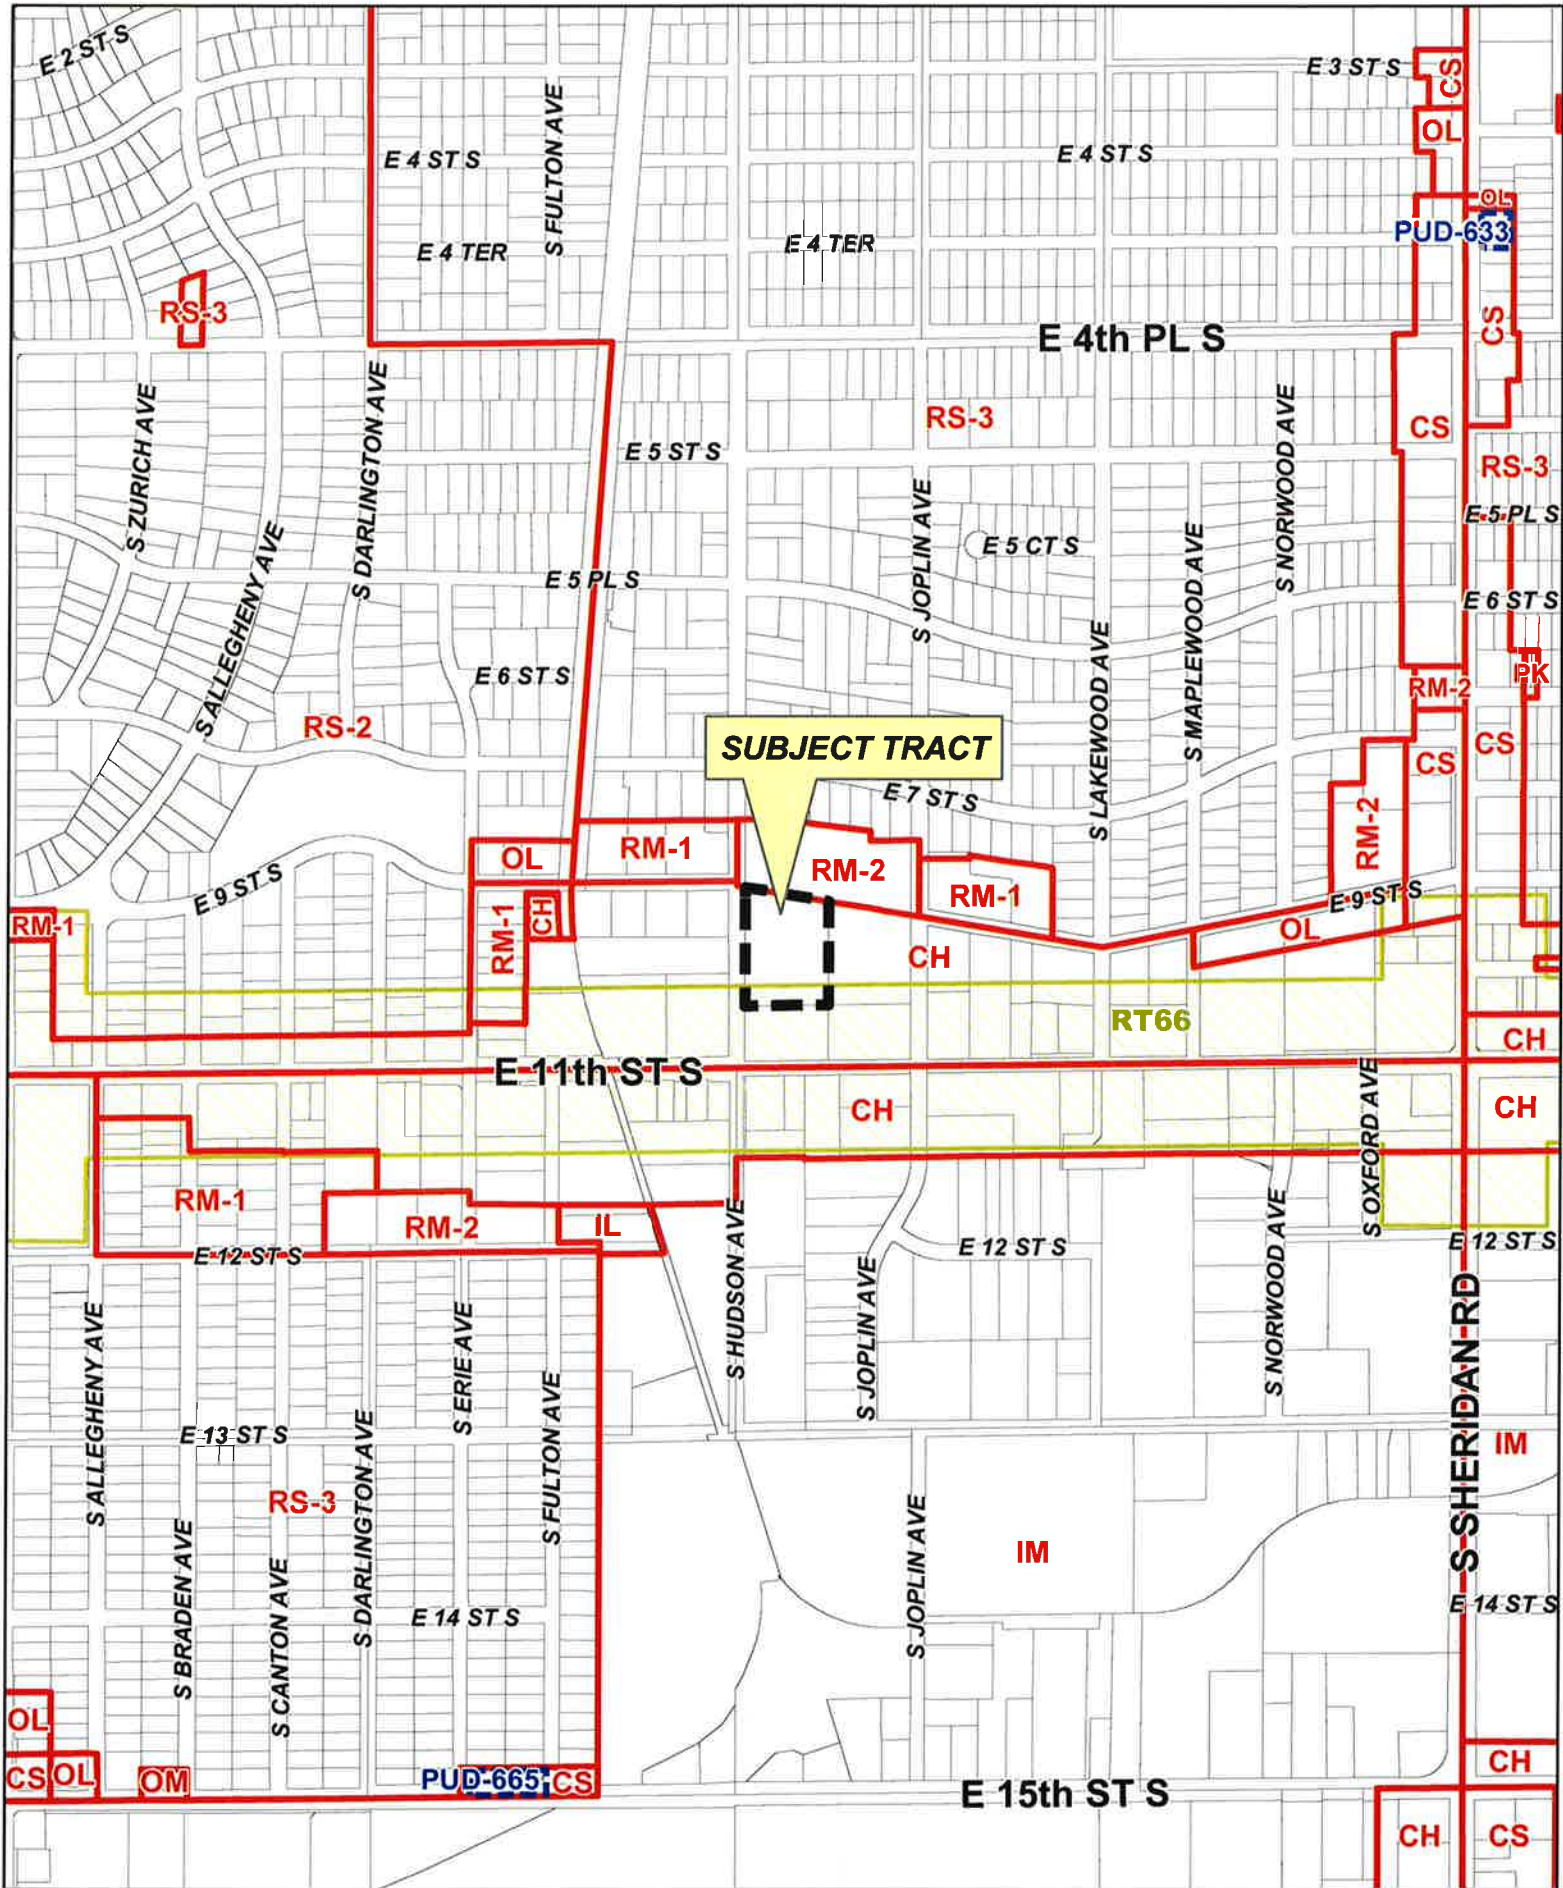 E 2 ST S
E 3 ST S
CS
OL
E 4 ST S
S FULTON AVE
E 4 ST S
OL
PUD-633
E 4 TER
E 4 TER
RS-3
CS
E 4th PL S
S ZURICH AVE
S DARLINGTON AVE
RS-3
S NORWOOD AVE
CS
E 5 ST S
RS-3
E 5 PL S
S JOPLIN AVE
E 5 CT S
S MAPLEWOOD AVE
E 5 PL S
E 6 ST S
S ALLEGHENY AVE
S LAKEWOOD AVE
E 6 ST S
PK
RM-2
RS-2
SUBJECT TRACT
CS
CS
E 7 ST S
RM-2
OL
RM-1
RM-2
RM-1
E 9 ST S
E 9 ST S
RM-1
RM-1
CH
OL
CH
RT66
CH
E 11th ST S
CH
CH
S OXFORD AVE
RM-1
RM-2
IL
S HUDSON AVE
E 12 ST S
E 12 ST S
E 12 ST S
S NORWOOD AVE
S JOPLIN AVE
S SHERIDAN RD
S ALLEGHENY AVE
S ERIE AVE
S FULTON AVE
E 13 ST S
S DARLINGTON AVE
IM
RS-3
S JOPLIN AVE
IM
S BRADEN AVE
S CANTON AVE
E 14 ST S
E 14 ST S
OL
CS
OL
OM
PUD-665
CS
E 15th ST S
CH
CH
CS